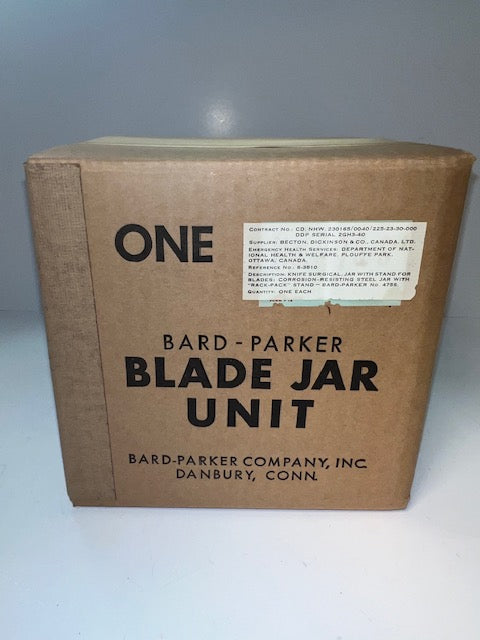 ONE
CONTRACT NO.: CD. NHW. 230165/0040/225-23-30-000
DDP SERIAL 2GH3-40
SUPPLIER: BECTON, DICKINSON & CO., CANADA, LTD.
EMERGENCY HEALTH SERVICES: DEPARTMENT OF NAT-
IONAL HEALTH & WELFARE, PLOUFFE PARK,
OTTAWA, CANADA.
REFERENCE NO.: 6-3810
DESCRIPTION: KNIFE SURGICAL JAR WITH STAND FOR
BLADES: CORROSION-RESISTING STEEL JAR WITH
"RACK-PACK" STAND – BARD-PARKER NO. 4755.
QUANTITY: ONE EACH
BARD - PARKER
BLADE JAR
UNIT
BARD-PARKER COMPANY, INC.
DANBURY, CONN.